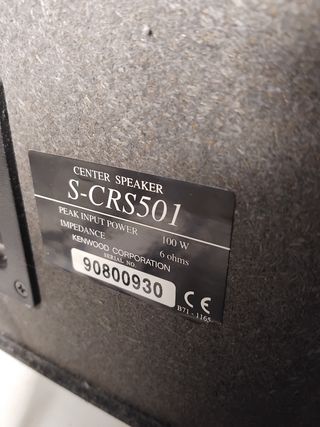 CENTER SPEAKER
S-CRS501
PEAK INPUT POWER 100 W
IMPEDANCE 6 ohms
KENWOOD CORPORATION
SERIAL NO.
90800930
CE
B71 - 1165